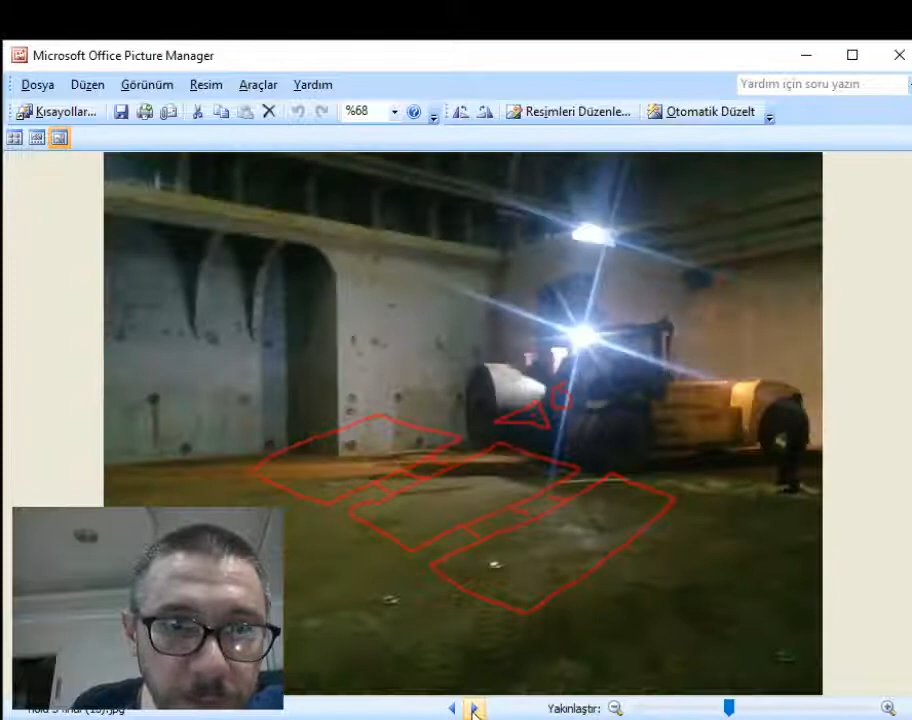 Microsoft Office Picture Manager
Dosya Düzen Görünüm Resim Araçlar Yardım
Yardım için soru yazın
Kısayollar...
%68
Resimleri Düzenle...
Otomatik Düzelt
Yakınlaştır: